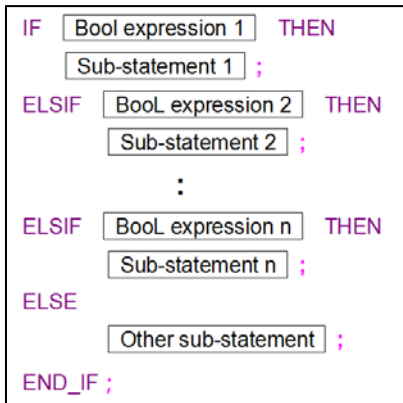 IF Bool expression 1 THEN
Sub-statement 1 ;
ELSIF BooL expression 2 THEN
Sub-statement 2 ;
:
ELSIF BooL expression n THEN
Sub-statement n ;
ELSE
Other sub-statement ;
END_IF ;